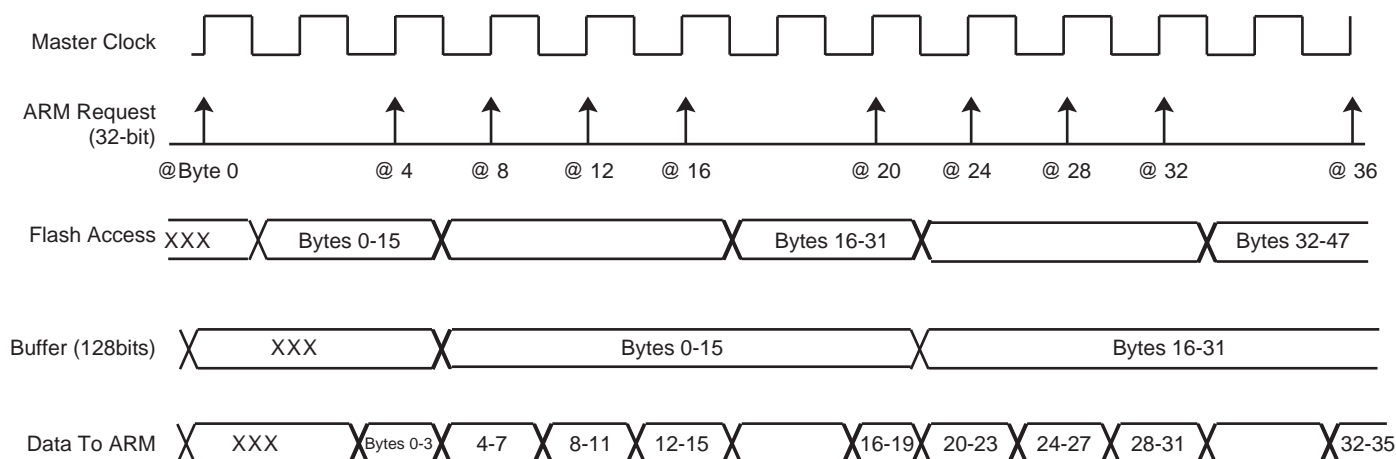 Master Clock
ARM Request
(32-bit)
@Byte 0 @ 4 @ 8 @ 12 @ 16 @ 20 @ 24 @ 28 @ 32 @ 36
Flash Access XXX Bytes 0-15 Bytes 16-31 Bytes 32-47
Buffer (128bits) XXX Bytes 0-15 Bytes 16-31
Data To ARM XXX Bytes 0-3 4-7 8-11 12-15 16-19 20-23 24-27 28-31 32-35